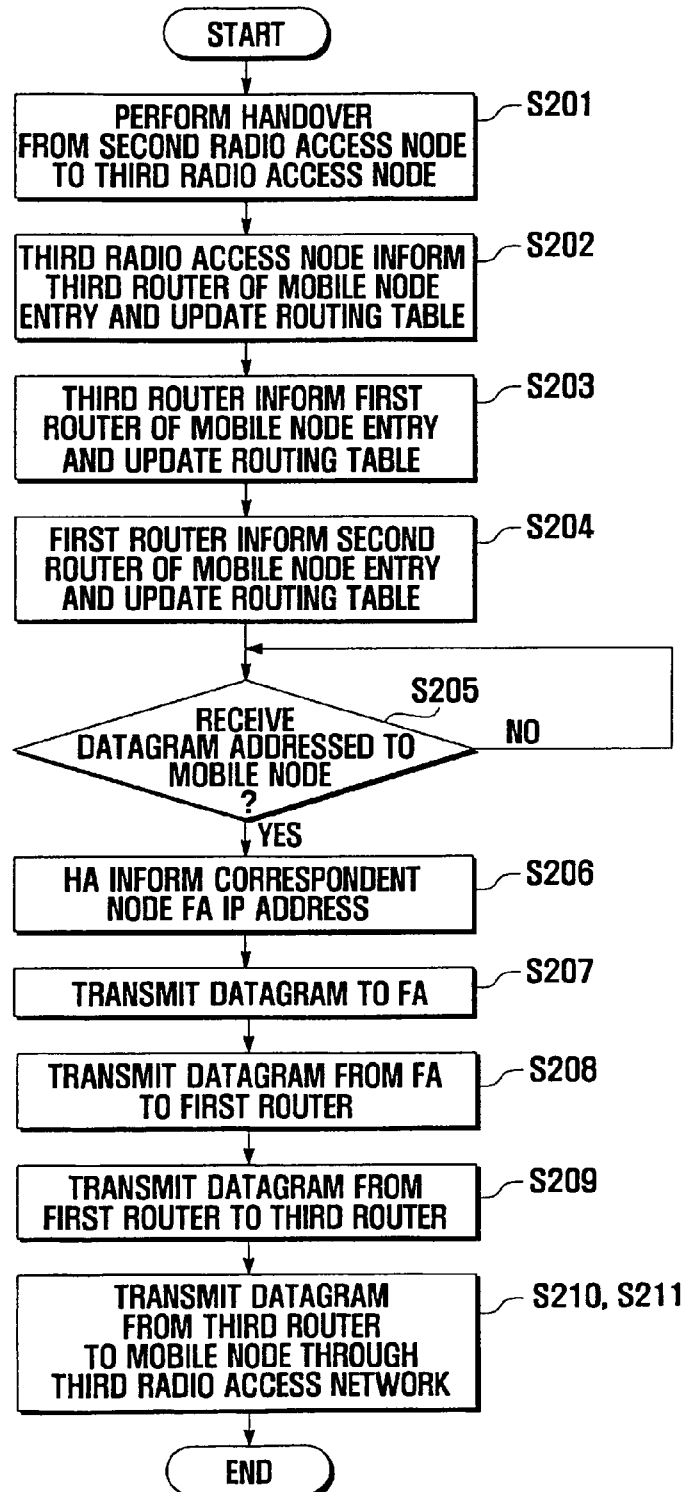 START
PERFORM HANDOVER
FROM SECOND RADIO ACCESS NODE
TO THIRD RADIO ACCESS NODE
S201
THIRD RADIO ACCESS NODE INFORM
THIRD ROUTER OF MOBILE NODE
ENTRY AND UPDATE ROUTING TABLE
S202
THIRD ROUTER INFORM FIRST
ROUTER OF MOBILE NODE ENTRY
AND UPDATE ROUTING TABLE
S203
FIRST ROUTER INFORM SECOND
ROUTER OF MOBILE NODE ENTRY
AND UPDATE ROUTING TABLE
S204
S205
RECEIVE
DATAGRAM ADDRESSED TO
MOBILE NODE
?
NO
YES
HA INFORM CORRESPONDENT
NODE FA IP ADDRESS
S206
TRANSMIT DATAGRAM TO FA
S207
TRANSMIT DATAGRAM FROM FA
TO FIRST ROUTER
S208
TRANSMIT DATAGRAM FROM
FIRST ROUTER TO THIRD ROUTER
S209
TRANSMIT DATAGRAM
FROM THIRD ROUTER
TO MOBILE NODE THROUGH
THIRD RADIO ACCESS NETWORK
S210, S211
END